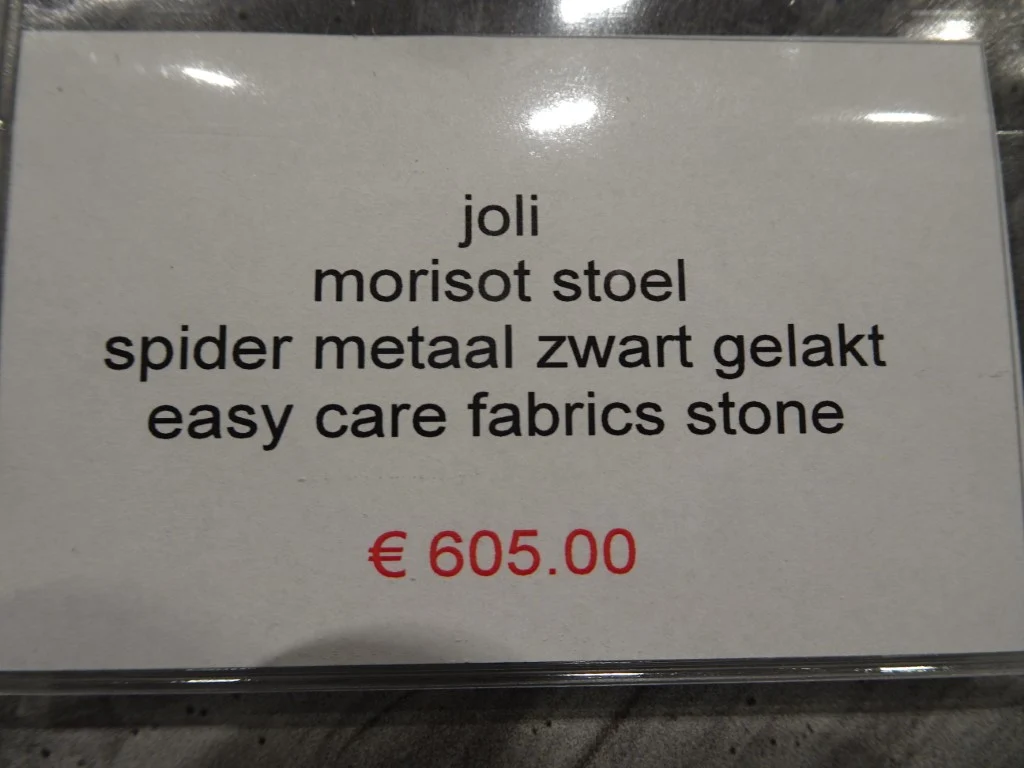 joli
morisot stoel
spider metaal zwart gelakt
easy care fabrics stone
€ 605.00